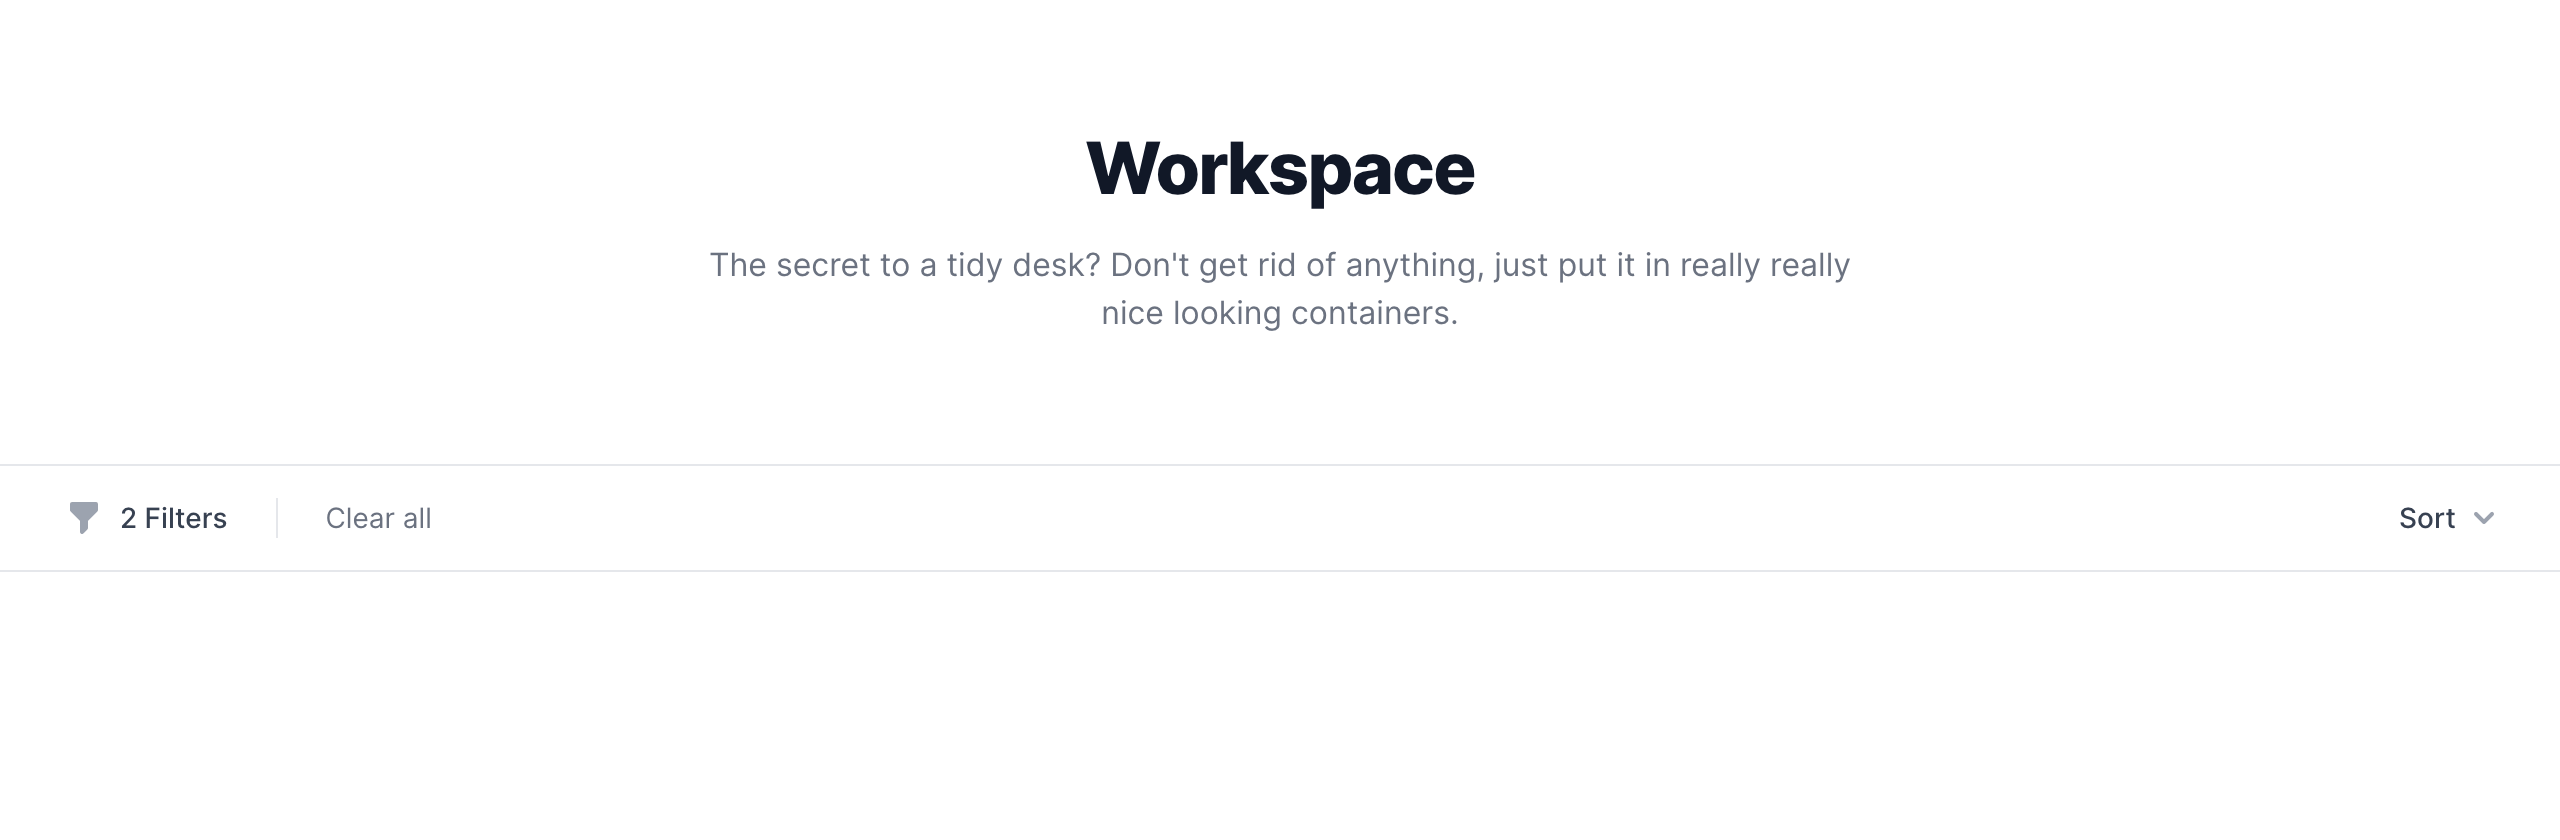 Workspace
The secret to a tidy desk? Don't get rid of anything, just put it in really really
nice looking containers.
2 Filters
Clear all
Sort